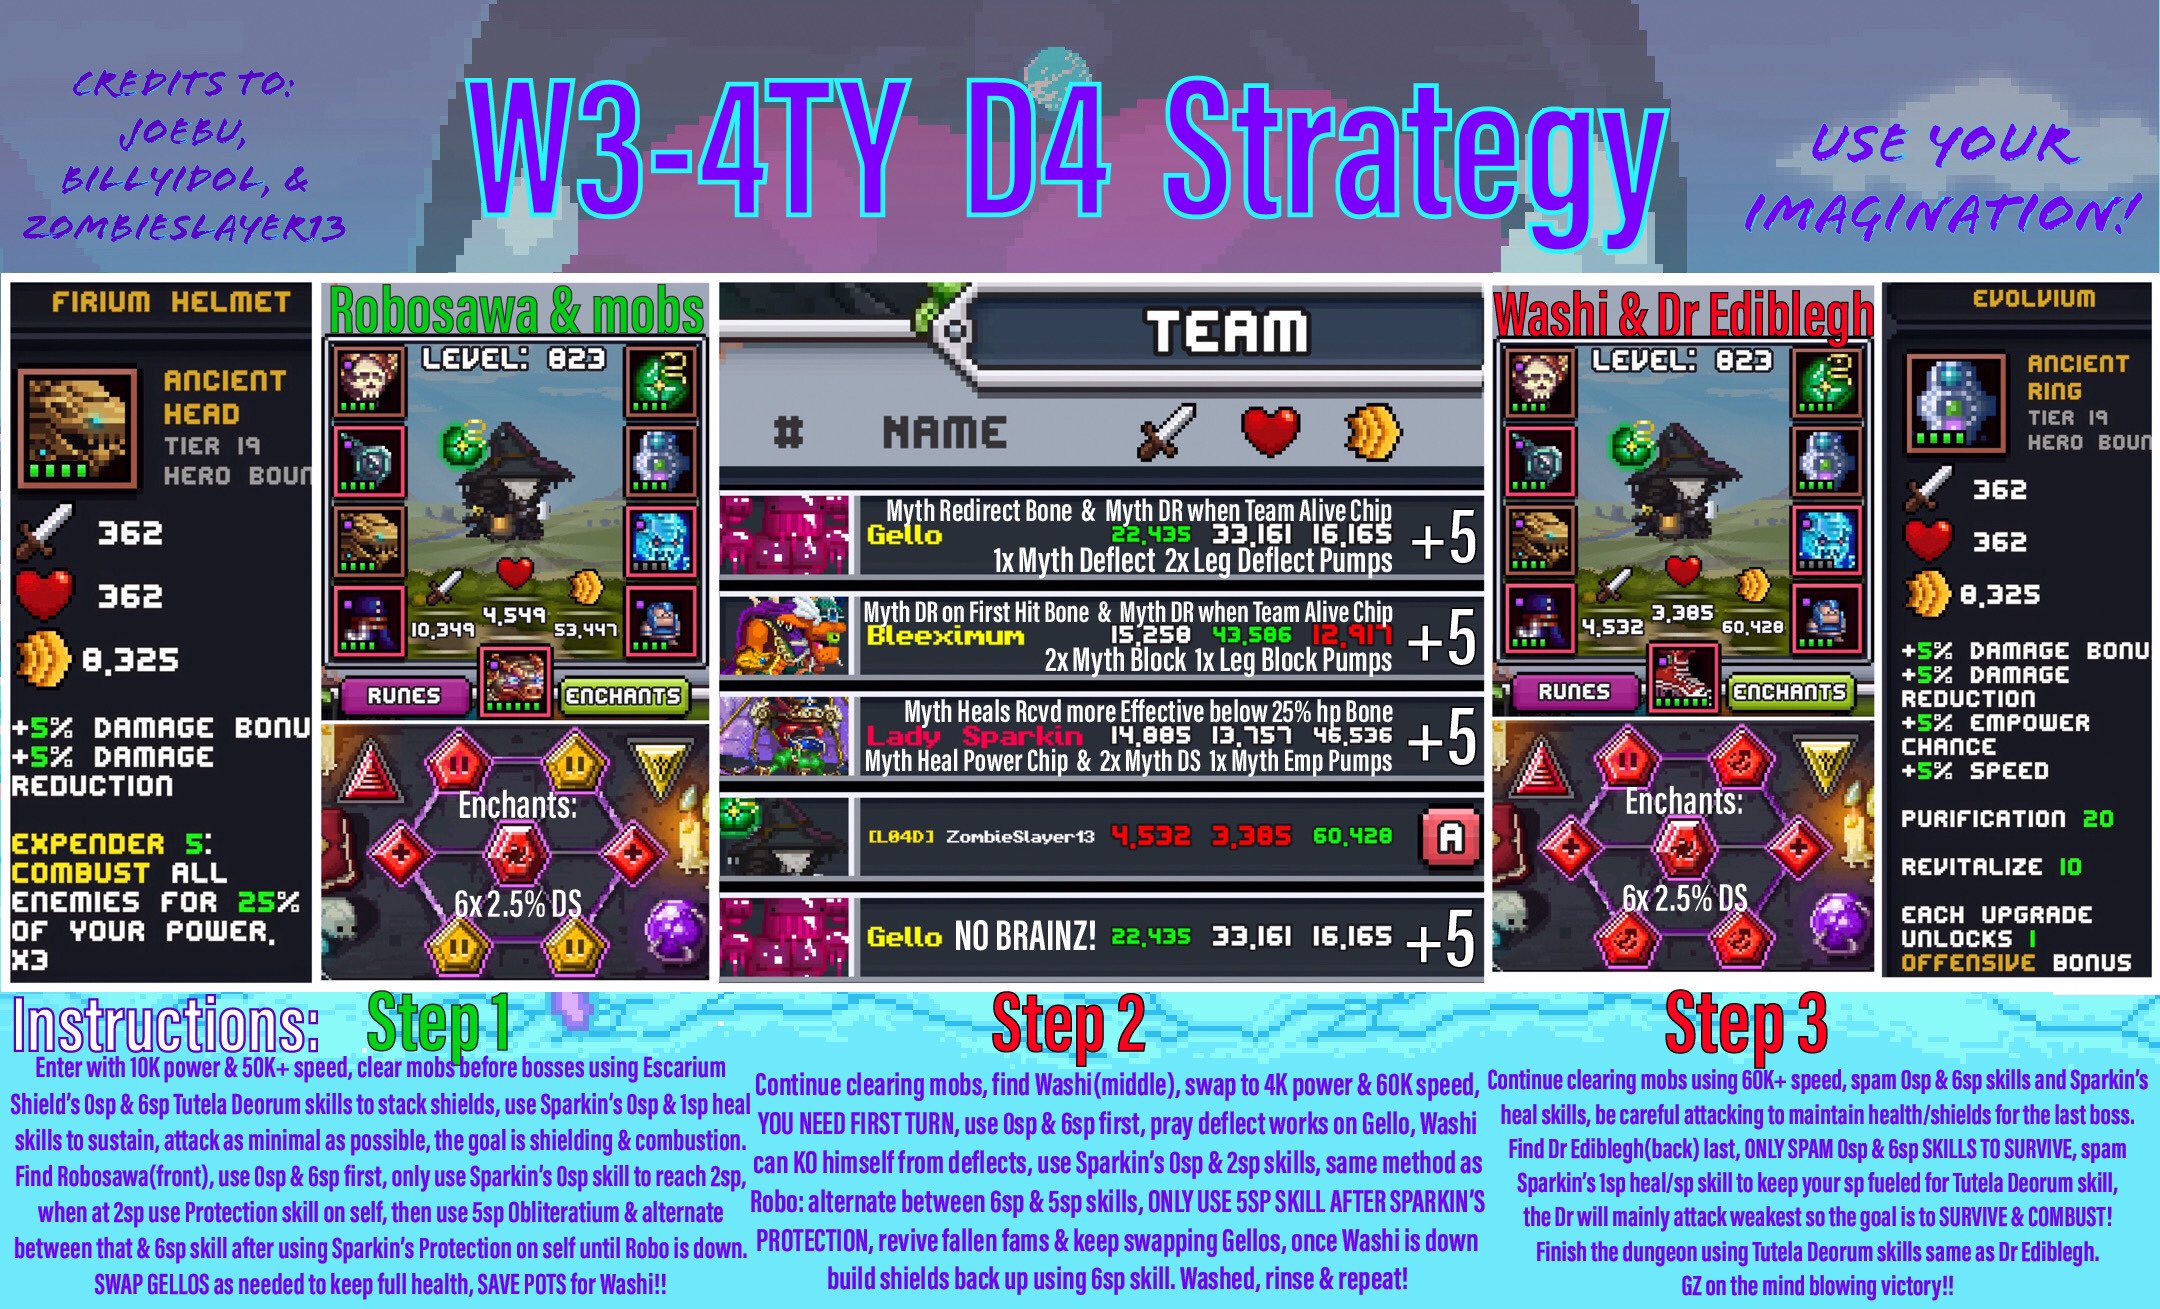 CREDITS TO:
JOEBU,
BILLYIDOL, &
ZOMBIESLAYER13
W3-4TY D4 Strategy
USE YOUR
IMAGINATION!
FIRIUM HELMET
ANCIENT
HEAD
TIER 19
HERO BOUN
362
362
8,325
+5% DAMAGE BONU
+5% DAMAGE
REDUCTION
EXPENDER 5:
COMBUST ALL
ENEMIES FOR 25%
OF YOUR POWER.
X3
Robosawa & mobs
LEVEL: 823
10,349 4,549 53,447
RUNES
ENCHANTS
Enchants:
6x 2.5% DS
TEAM
# NAME
Myth Redirect Bone & Myth DR when Team Alive Chip
Gello 22,435 33,161 16,165 +5
1x Myth Deflect 2x Leg Deflect Pumps
Myth DR on First Hit Bone & Myth DR when Team Alive Chip
Bleeximum 15,258 43,586 12,917 +5
2x Myth Block 1x Leg Block Pumps
Myth Heals Rcvd more Effective below 25% hp Bone
Lady Sparkin 14,885 13,757 46,536 +5
Myth Heal Power Chip & 2x Myth DS 1x Myth Emp Pumps
[L04D] ZombieSlayer13 4,532 3,385 60,428 A
Gello NO BRAINZ! 22,435 33,161 16,165 +5
Washi & Dr Ediblegh
LEVEL: 823
4,532 3,385 60,428
RUNES
ENCHANTS
Enchants:
6x 2.5% DS
EVOLVIUM
ANCIENT
RING
TIER 19
HERO BOUN
362
362
8,325
+5% DAMAGE BONU
+5% DAMAGE
REDUCTION
+5% EMPOWER
CHANCE
+5% SPEED
PURIFICATION 20
REVITALIZE 10
EACH UPGRADE
UNLOCKS 1
OFFENSIVE BONUS
Instructions:
Step 1
Enter with 10K power & 50K+ speed, clear mobs before bosses using Escarium
Shield's 0sp & 6sp Tutela Deorum skills to stack shields, use Sparkin's 0sp & 1sp heal
skills to sustain, attack as minimal as possible, the goal is shielding & combustion.
Find Robosawa(front), use 0sp & 6sp first, only use Sparkin's 0sp skill to reach 2sp,
when at 2sp use Protection skill on self, then use 5sp Obliteratium & alternate
between that & 6sp skill after using Sparkin's Protection on self until Robo is down.
SWAP GELLOS as needed to keep full health, SAVE POTS for Washi!!
Step 2
Continue clearing mobs, find Washi(middle), swap to 4K power & 60K speed,
YOU NEED FIRST TURN, use 0sp & 6sp first, pray deflect works on Gello, Washi
can KO himself from deflects, use Sparkin's 0sp & 2sp skills, same method as
Robo: alternate between 6sp & 5sp skills, ONLY USE 5SP SKILL AFTER SPARKIN'S
PROTECTION, revive fallen fams & keep swapping Gellos, once Washi is down
build shields back up using 6sp skill. Washed, rinse & repeat!
Step 3
Continue clearing mobs using 60K+ speed, spam 0sp & 6sp skills and Sparkin's
heal skills, be careful attacking to maintain health/shields for the last boss.
Find Dr Ediblegh(back) last, ONLY SPAM 0sp & 6sp SKILLS TO SURVIVE, spam
Sparkin's 1sp heal/sp skill to keep your sp fueled for Tutela Deorum skill,
the Dr will mainly attack weakest so the goal is to SURVIVE & COMBUST!
Finish the dungeon using Tutela Deorum skills same as Dr Ediblegh.
GZ on the mind blowing victory!!